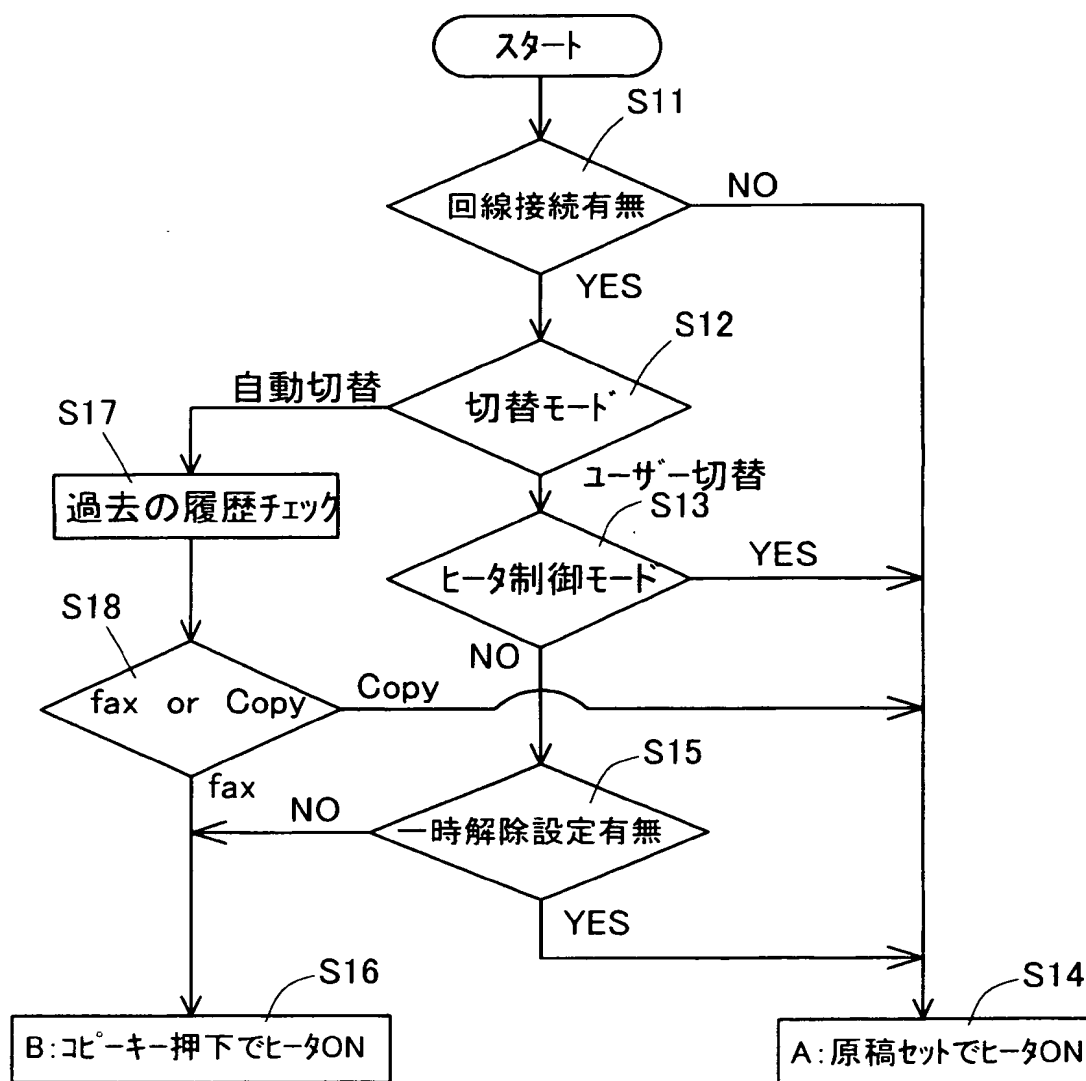 スタート
S11
回線接続有無
NO
YES
S12
自動切替
切替モード
S17
ユーザー切替
過去の履歴チェック
S13
ヒータ制御モード
YES
S18
NO
fax or Copy
Copy
S15
fax
NO
一時解除設定有無
YES
S16
S14
B:コピーキー押下でヒータON
A:原稿セットでヒータON